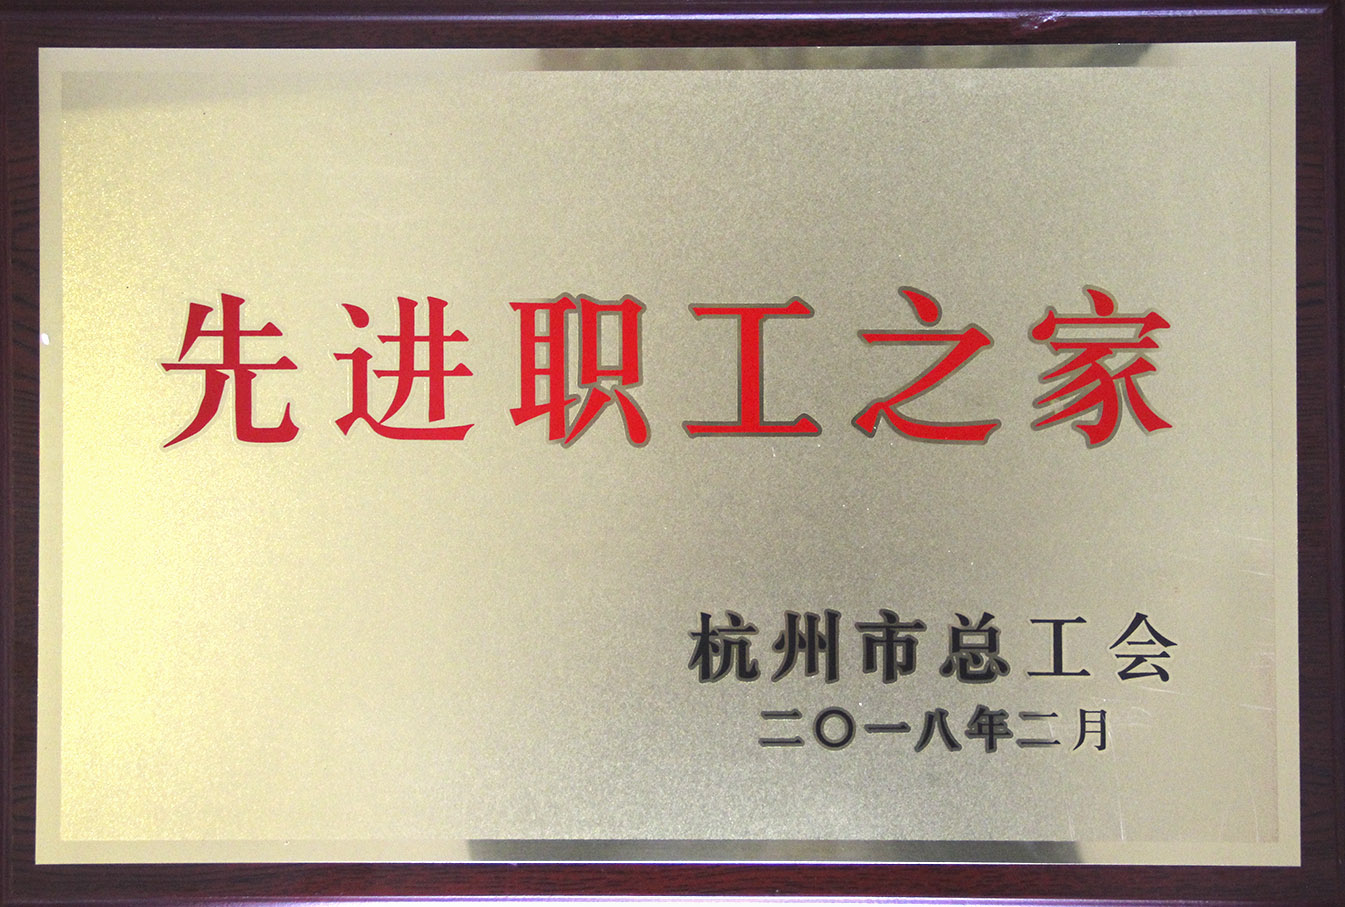 先进职工之家
杭州市总工会
二〇一八年二月